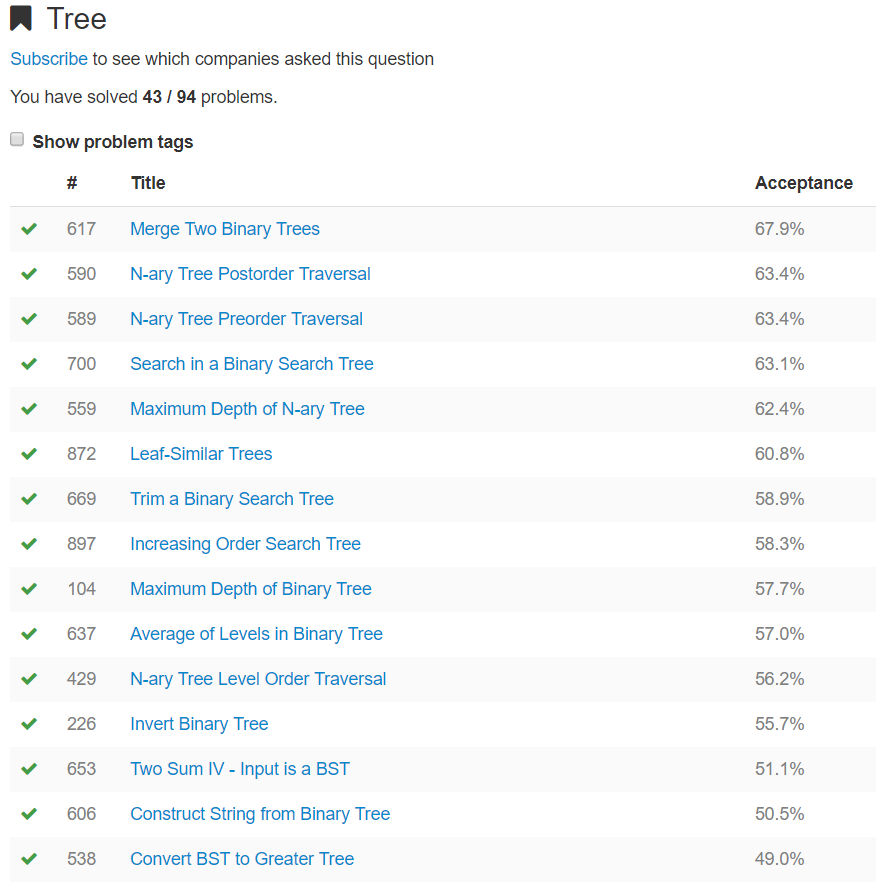 Tree
Subscribe to see which companies asked this question
You have solved 43 / 94 problems.
Show problem tags
# Title Acceptance
617 Merge Two Binary Trees 67.9%
590 N-ary Tree Postorder Traversal 63.4%
589 N-ary Tree Preorder Traversal 63.4%
700 Search in a Binary Search Tree 63.1%
559 Maximum Depth of N-ary Tree 62.4%
872 Leaf-Similar Trees 60.8%
669 Trim a Binary Search Tree 58.9%
897 Increasing Order Search Tree 58.3%
104 Maximum Depth of Binary Tree 57.7%
637 Average of Levels in Binary Tree 57.0%
429 N-ary Tree Level Order Traversal 56.2%
226 Invert Binary Tree 55.7%
653 Two Sum IV - Input is a BST 51.1%
606 Construct String from Binary Tree 50.5%
538 Convert BST to Greater Tree 49.0%